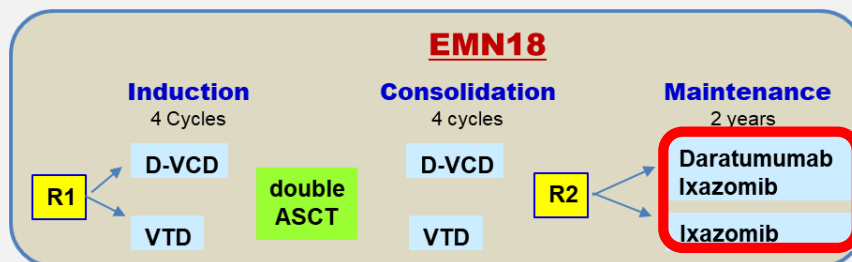 EMN18
Induction
4 Cycles
Consolidation
4 cycles
Maintenance
2 years
R1
D-VCD
VTD
double
ASCT
D-VCD
VTD
R2
Daratumumab
Ixazomib
Ixazomib